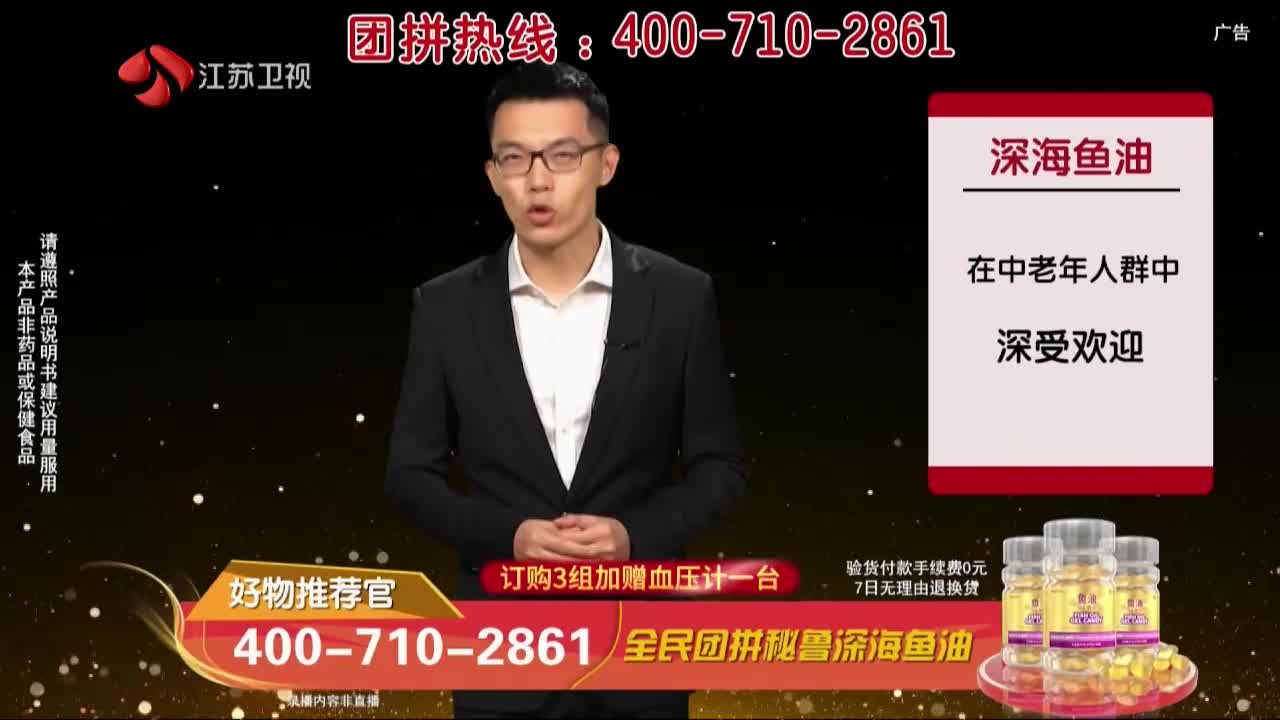 团拼热线：400-710-2861
广告
江苏卫视
深海鱼油
在中老年人群中
深受欢迎
请遵照产品说明书建议用量服用
本产品非药品或保健食品
订购3组加赠血压计一台
验货付款手续费0元
7日无理由退换货
好物推荐官
400-710-2861
全民团拼秘鲁深海鱼油
录播内容非直播
鱼油
FISH OIL
GEL CANDY